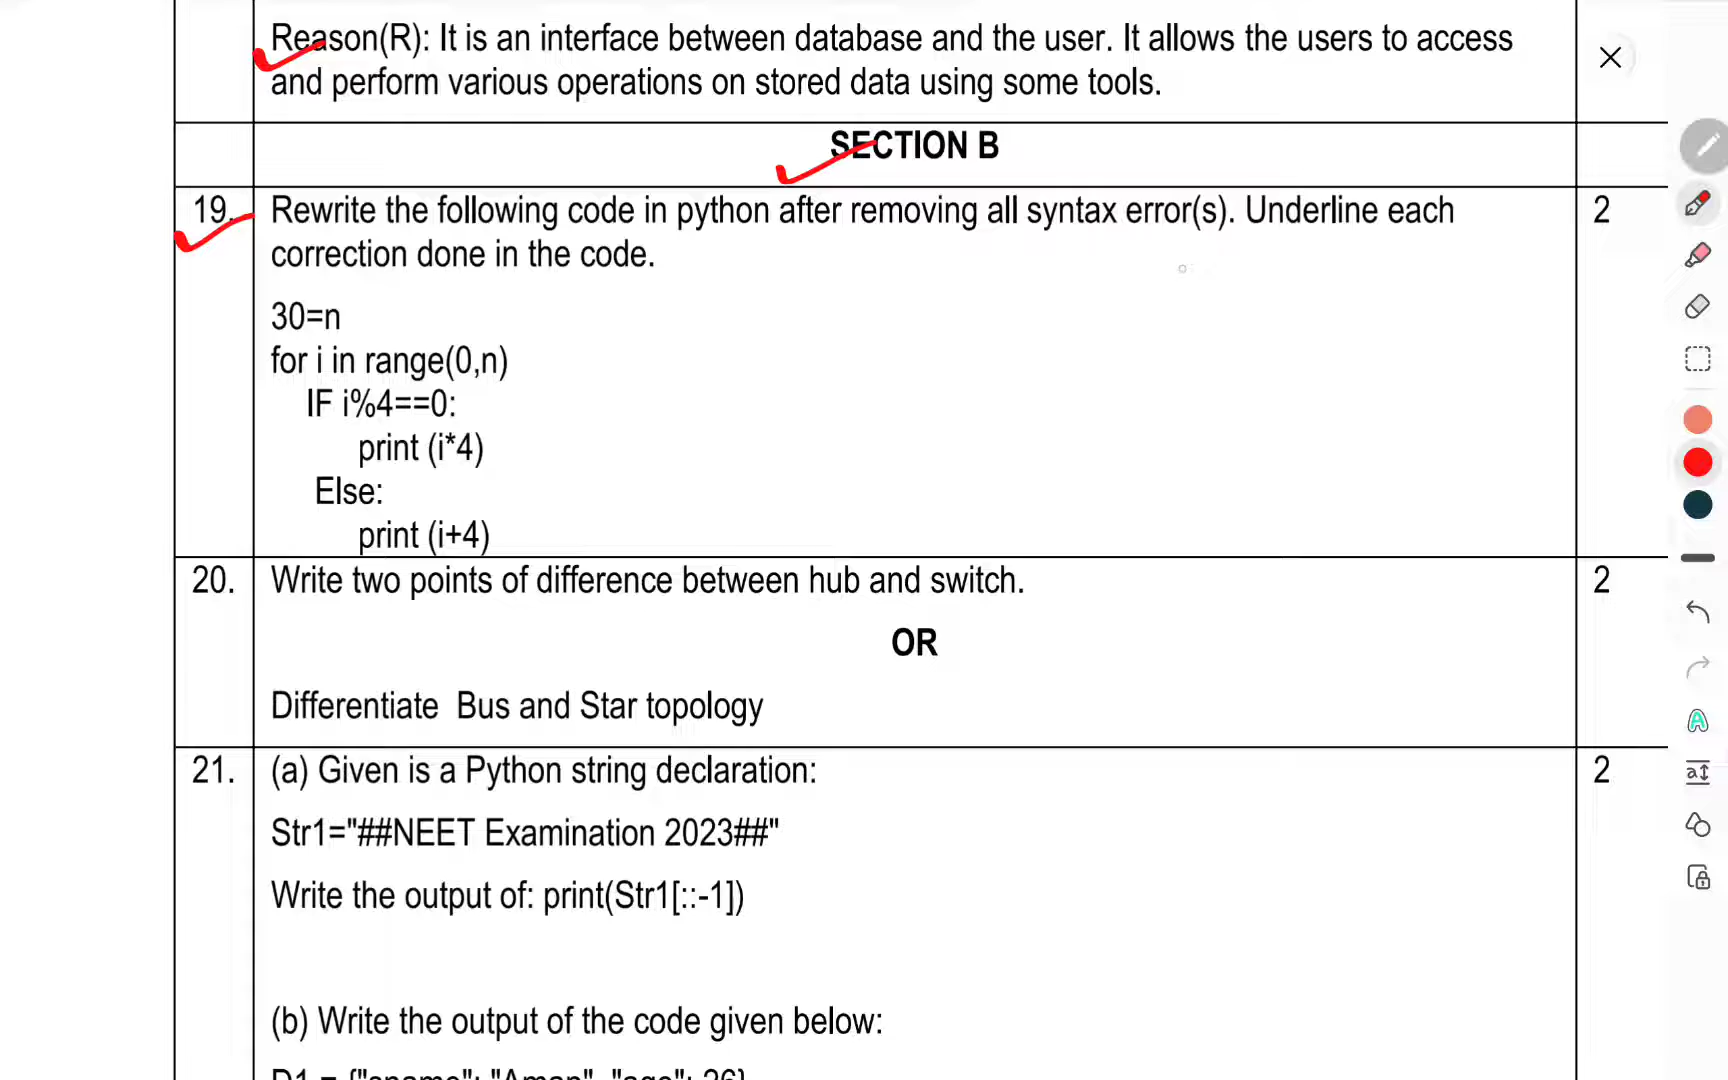 Reason(R): It is an interface between database and the user. It allows the users to access
and perform various operations on stored data using some tools.
SECTION B
19. Rewrite the following code in python after removing all syntax error(s). Underline each 2
correction done in the code.
30=n
for i in range(0,n)
IF i%4==0:
print (i*4)
Else:
print (i+4)
20. Write two points of difference between hub and switch. 2
OR
Differentiate Bus and Star topology
21. (a) Given is a Python string declaration: 2
Str1="##NEET Examination 2023##"
Write the output of: print(Str1[::-1])
(b) Write the output of the code given below:
D1 = {"sname": "Aman", "age": 26}